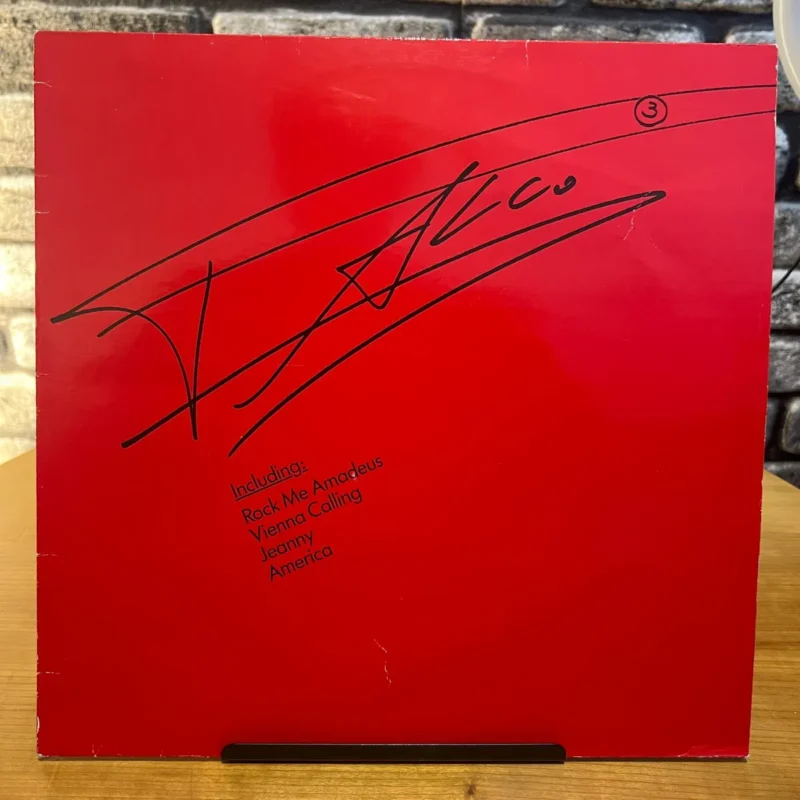 3
FALCO
Including:
Rock Me Amadeus
Vienna Calling
Jeanny
America